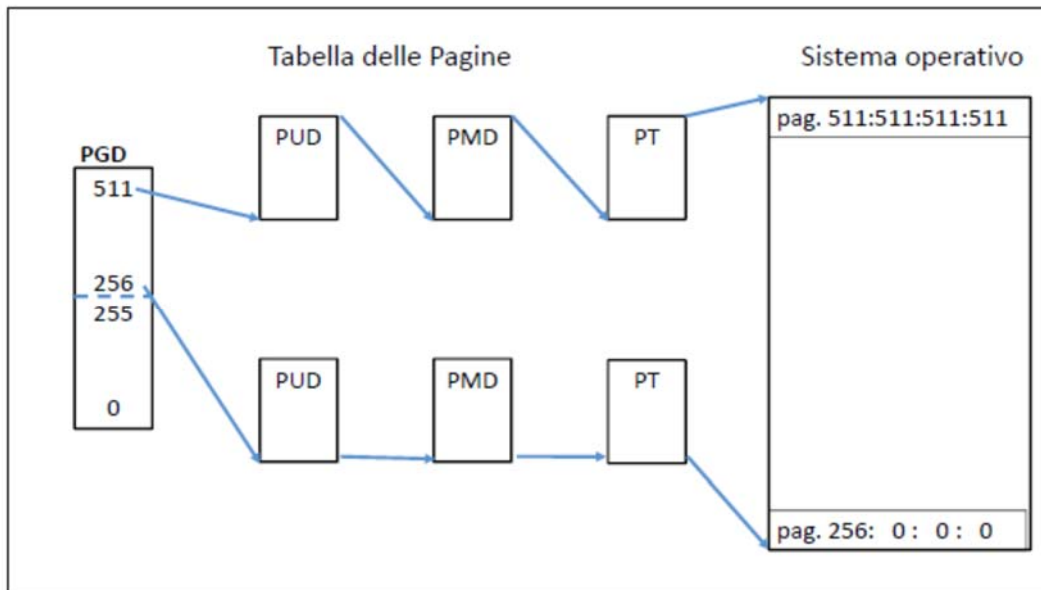 Tabella delle Pagine
Sistema operativo
PGD
511
256
255
0
PUD
PMD
PT
pag. 511:511:511:511
PUD
PMD
PT
pag. 256: 0 : 0 : 0